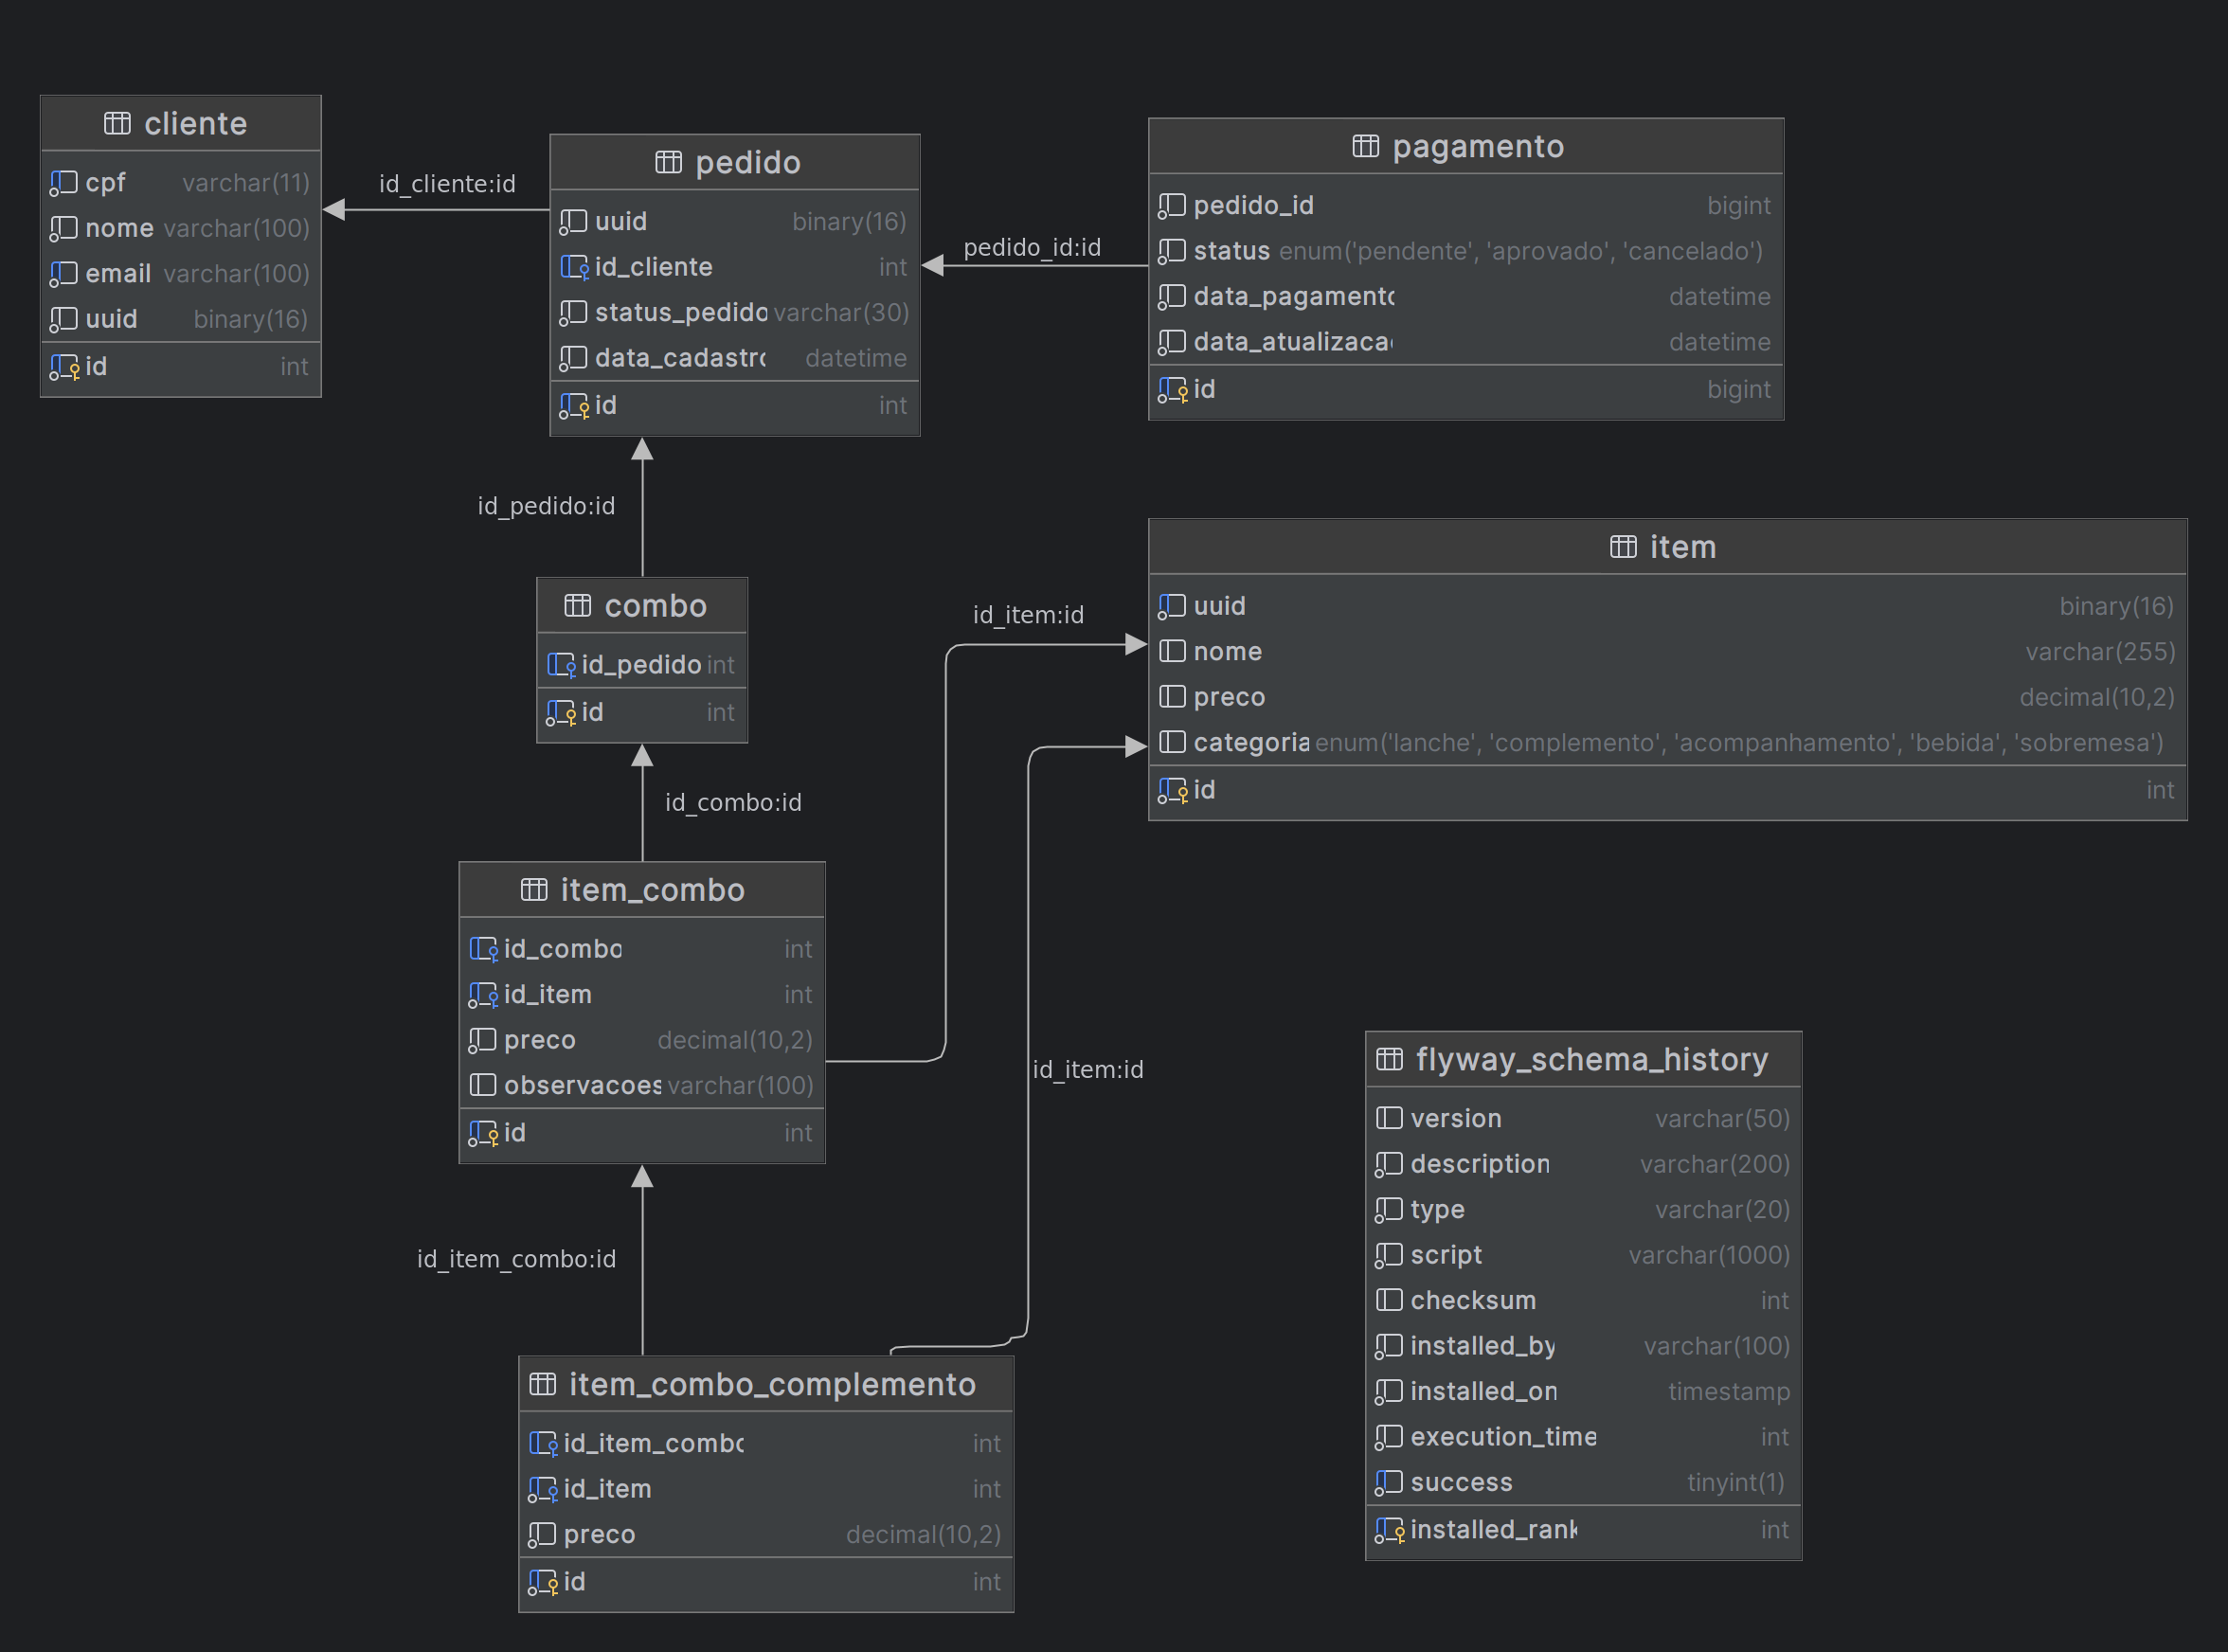 cliente
cpf varchar(11)
nome varchar(100)
email varchar(100)
uuid binary(16)
id int
id_cliente:id
pedido
uuid binary(16)
id_cliente int
status_pedido varchar(30)
data_cadastro datetime
id int
pedido_id:id
pagamento
pedido_id bigint
status enum('pendente', 'aprovado', 'cancelado')
data_pagamento datetime
data_atualizaca datetime
id bigint
id_pedido:id
combo
id_pedido int
id int
id_item:id
item
uuid binary(16)
nome varchar(255)
preco decimal(10,2)
categoria enum('lanche', 'complemento', 'acompanhamento', 'bebida', 'sobremesa')
id int
id_combo:id
item_combo
id_combo int
id_item int
preco decimal(10,2)
observacoes varchar(100)
id int
id_item:id
id_item_combo:id
item_combo_complemento
id_item_combo int
id_item int
preco decimal(10,2)
id int
flyway_schema_history
version varchar(50)
description varchar(200)
type varchar(20)
script varchar(1000)
checksum int
installed_by varchar(100)
installed_on timestamp
execution_time int
success tinyint(1)
installed_rank int